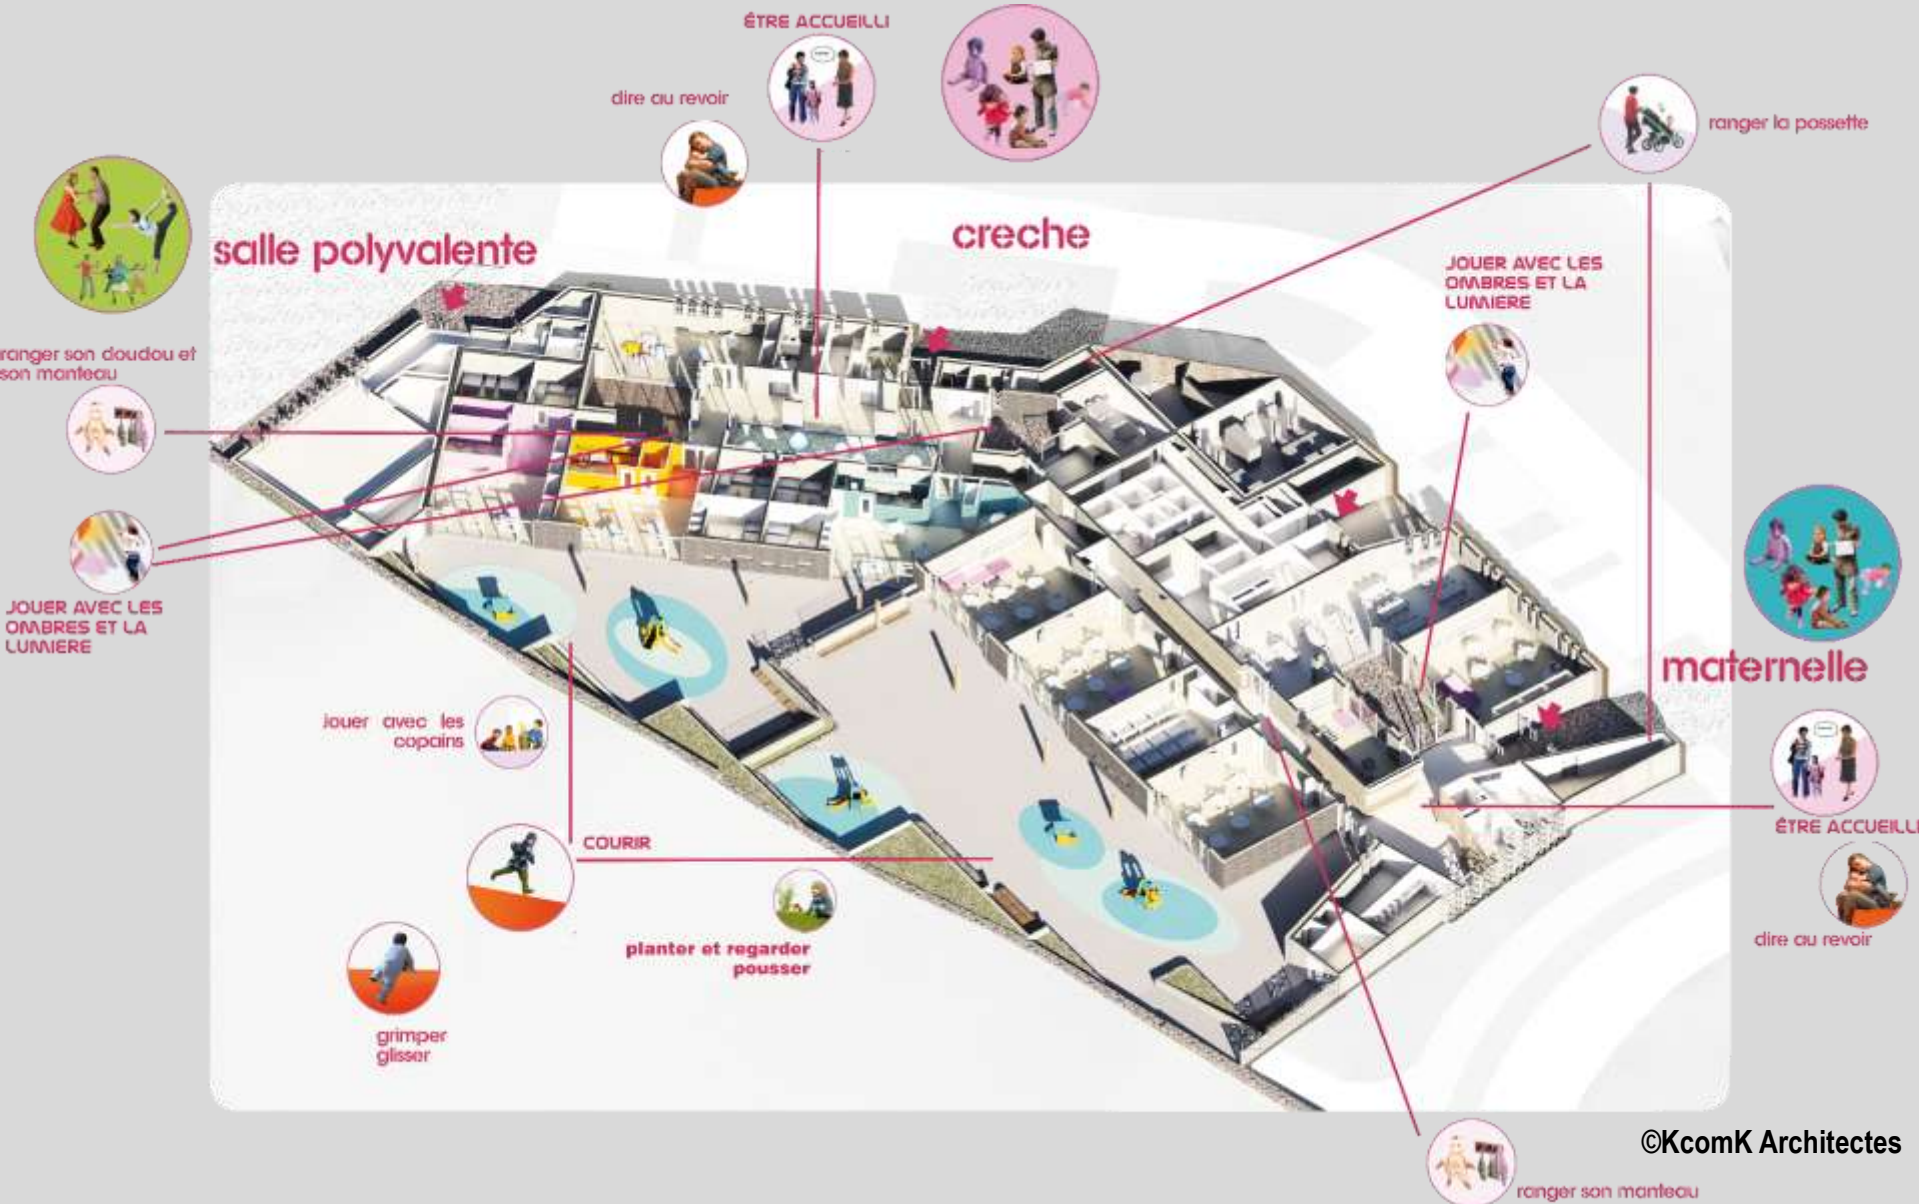 ÊTRE ACCUEILLI
dire au revoir
ranger la possette
salle polyvalente
creche
JOUER AVEC LES
OMBRES ET LA
LUMIERE
ranger son doudou et
son manteau
JOUER AVEC LES
OMBRES ET LA
LUMIERE
maternelle
jouer avec les
copains
ÊTRE ACCUEILLI
COURIR
dire au revoir
planter et regarder
pousser
grimper
glisser
©KcomK Architectes
ranger son manteau